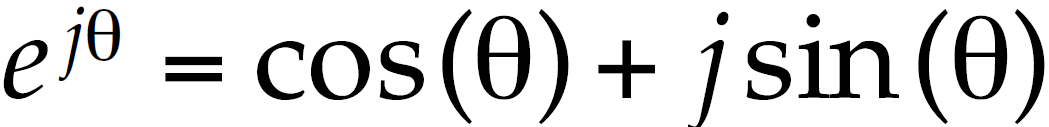 e^{jθ} = cos(θ) + j sin(θ)